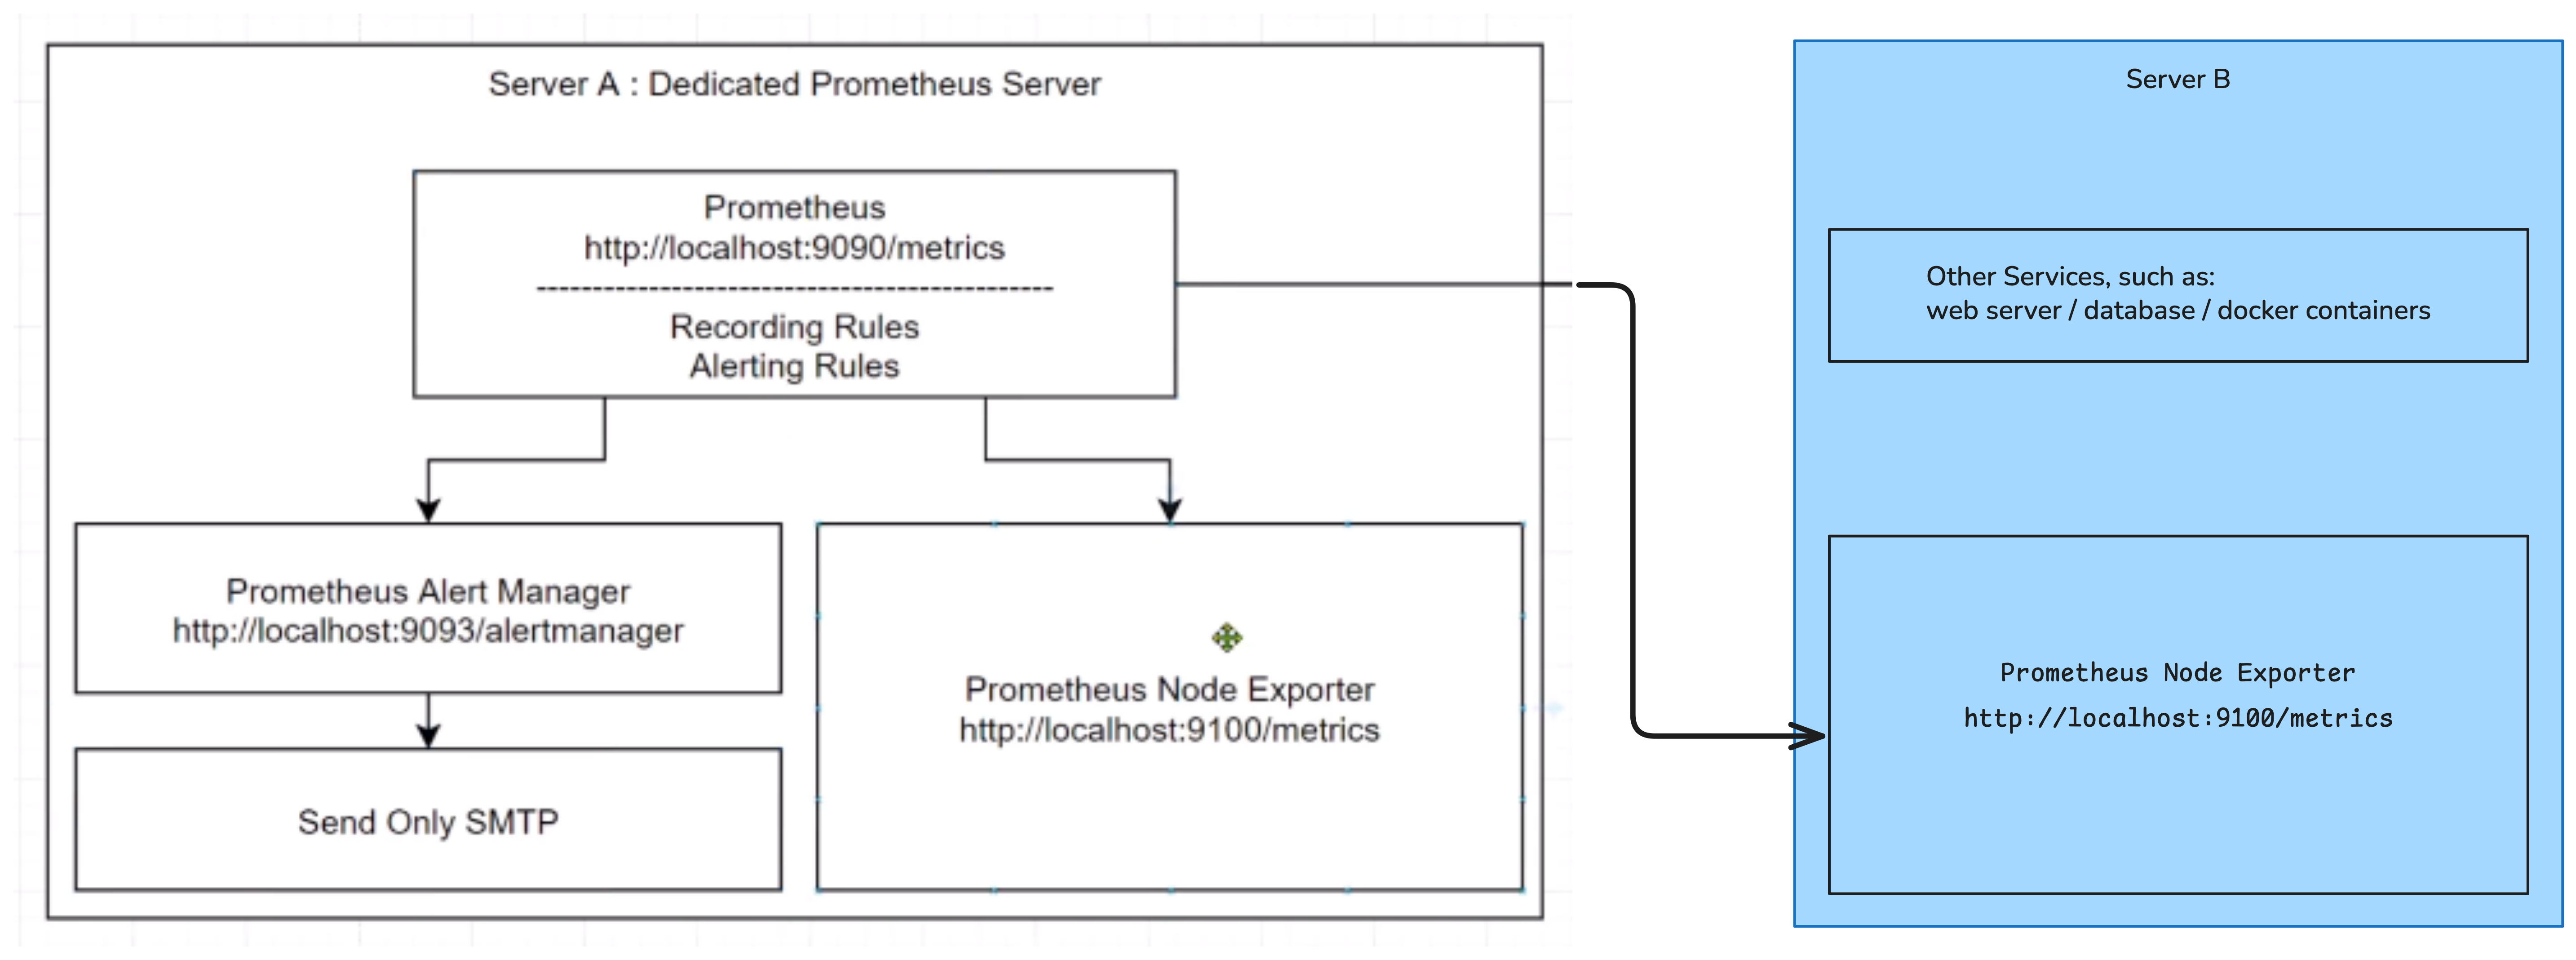 Server A : Dedicated Prometheus Server
Prometheus
http://localhost:9090/metrics
-----------------------------------------------
Recording Rules
Alerting Rules
Prometheus Alert Manager
http://localhost:9093/alertmanager
Send Only SMTP
Prometheus Node Exporter
http://localhost:9100/metrics
Server B
Other Services, such as:
web server / database / docker containers
Prometheus Node Exporter
http://localhost:9100/metrics